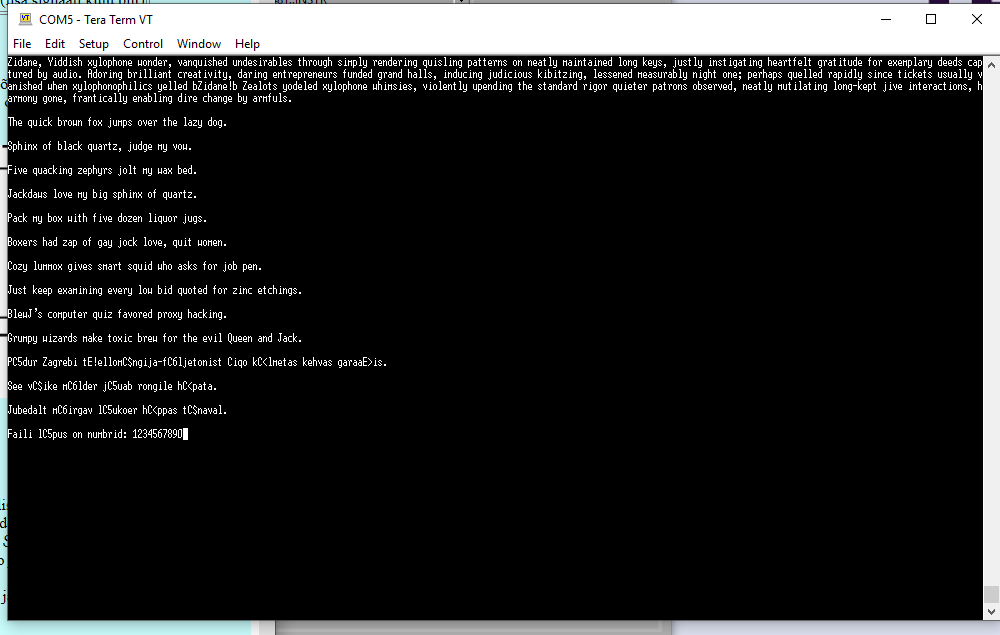 COM5 - Tera Term VT
File Edit Setup Control Window Help
Zidane, Yiddish xylophone wonder, vanquished undesirables through simply rendering quisling patterns on neatly maintained long keys, justly instigating heartfelt gratitude for exemplary deeds cap
tured by audio. Adoring brilliant creativity, daring entrepreneurs funded grand halls, inducing judicious kibitzing, lessened measurably night one; perhaps quelled rapidly since tickets usually v
anished when xylophonophilics yelled bZidane!b Zealots yodeled xylophone whimsies, violently upending the standard rigor quieter patrons observed, neatly mutilating long-kept jive interactions, h
armony gone, frantically enabling dire change by armfuls.
The quick brown fox jumps over the lazy dog.
Sphinx of black quartz, judge my vow.
Five quacking zephyrs jolt my wax bed.
Jackdaws love my big sphinx of quartz.
Pack my box with five dozen liquor jugs.
Boxers had zap of gay jock love, quit women.
Cozy lummox gives smart squid who asks for job pen.
Just keep examining every low bid quoted for zinc etchings.
BlewJ's computer quiz favored proxy hacking.
Grumpy wizards make toxic brew for the evil Queen and Jack.
PC5dur Zagrebi tE!ellomC$ngija-fC6ljetonist Ciqo kC<lmetas kehvas garaaE>is.
See vC$ike mC6lder jC5uab rongile hC<pata.
Jubedalt mC6irgav lC5ukoer hC<ppas tC$naval.
Faili lC5pus on numbrid: 1234567890